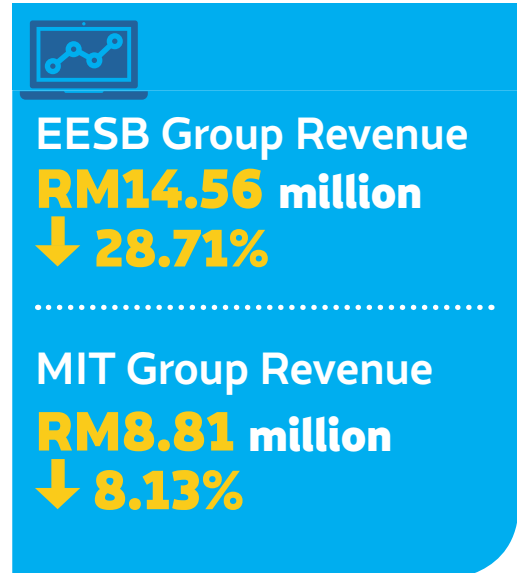 EESB Group Revenue
RM14.56 million
↓ 28.71%
MIT Group Revenue
RM8.81 million
↓ 8.13%